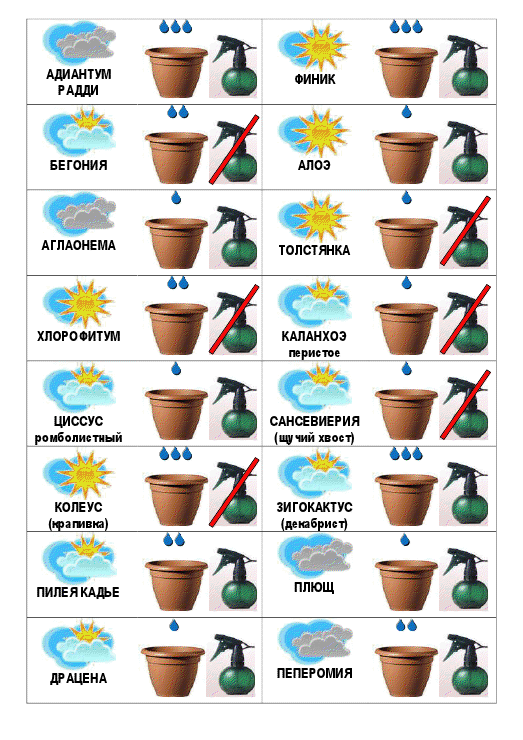 АДИАНТУМ
РАДДИ
ФИНИК
БЕГОНИЯ
АЛОЭ
АГЛАОНЕМА
ТОЛСТЯНКА
ХЛОРОФИТУМ
КАЛАНХОЭ
перистое
ЦИССУС
ромболистный
САНСЕВИЕРИЯ
(щучий хвост)
КОЛЕУС
(крапивка)
ЗИГОКАКТУС
(декабрист)
ПИЛЕЯ КАДЬЕ
ПЛЮЩ
ДРАЦЕНА
ПЕПЕРОМИЯ